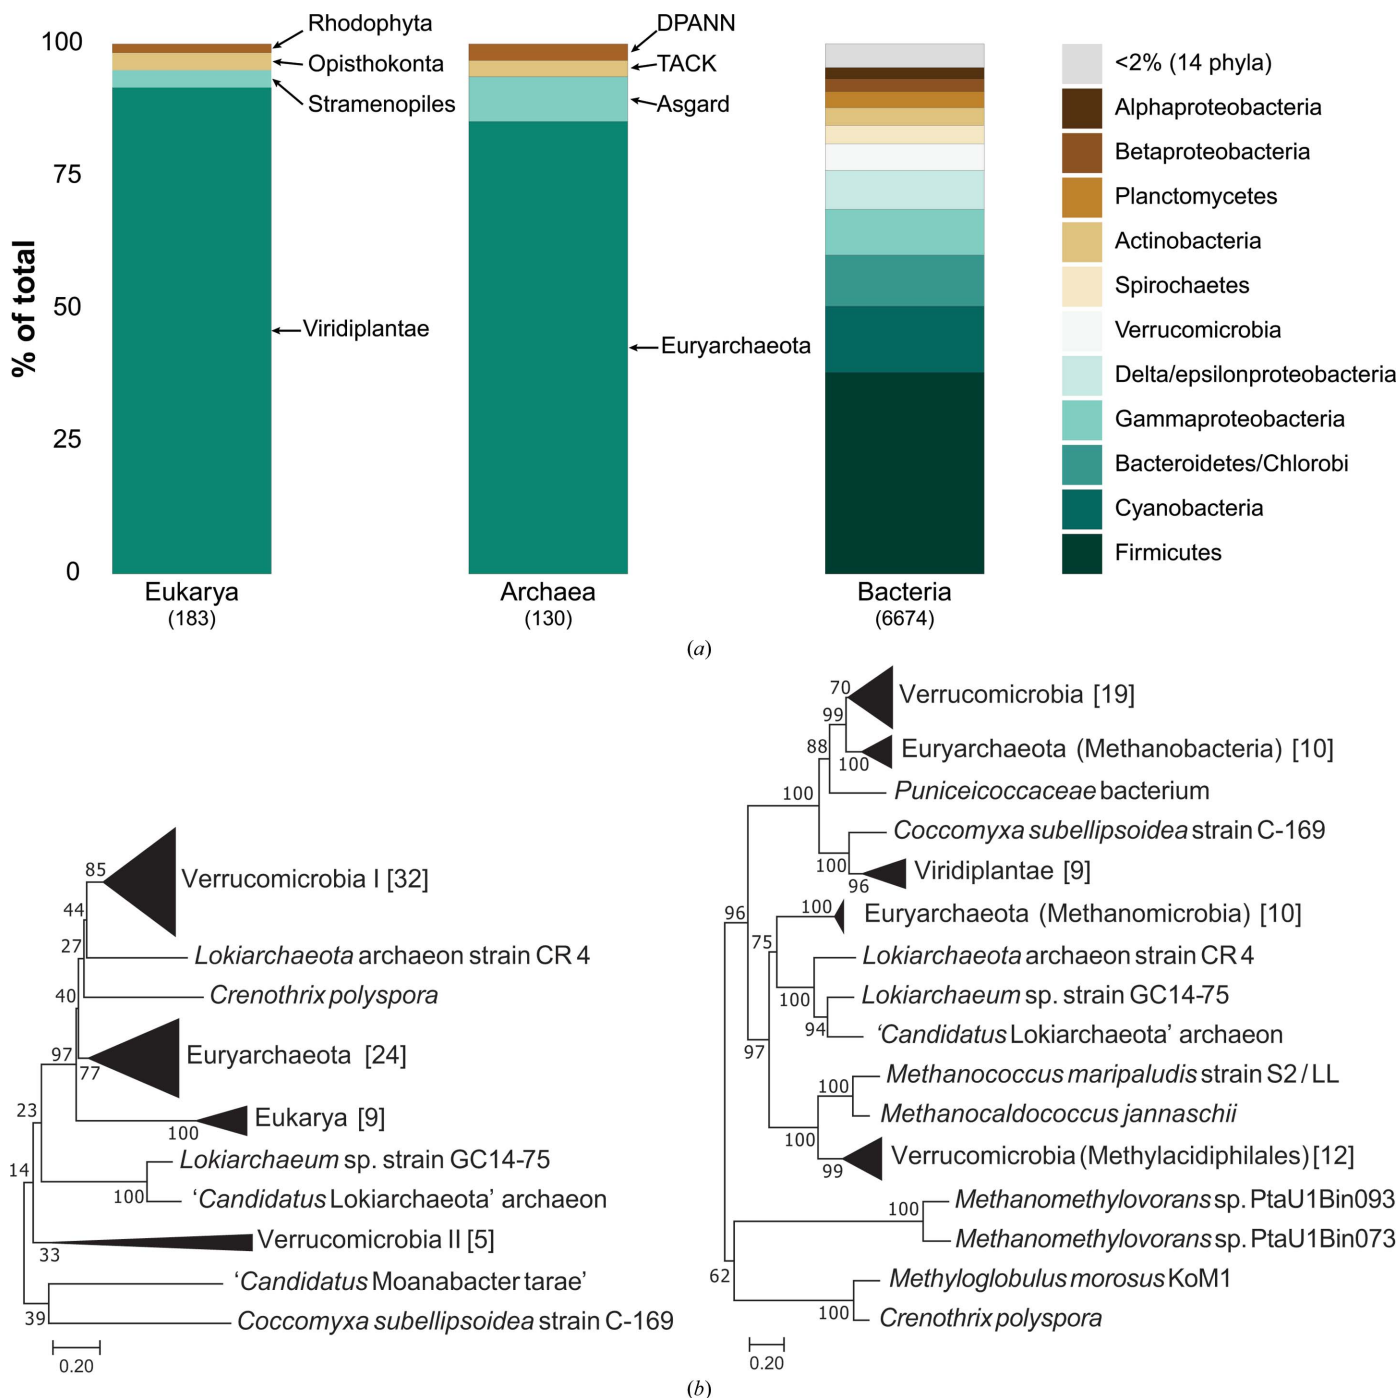 Rhodophyta
Opisthokonta
Stramenopiles
Viridiplantae
DPANN
TACK
Asgard
Euryarchaeota
% of total
100
75
50
25
0
Eukarya
(183)
Archaea
(130)
Bacteria
(6674)
<2% (14 phyla)
Alphaproteobacteria
Betaproteobacteria
Planctomycetes
Actinobacteria
Spirochaetes
Verrucomicrobia
Delta/epsilonproteobacteria
Gammaproteobacteria
Bacteroidetes/Chlorobi
Cyanobacteria
Firmicutes
(a)
85
Verrucomicrobia I [32]
44
27
Lokiarchaeota archaeon strain CR 4
40
Crenothrix polyspora
97
77
Euryarchaeota [24]
23
100
Eukarya [9]
14
Lokiarchaeum sp. strain GC14-75
100
‘Candidatus Lokiarchaeota’ archaeon
33
Verrucomicrobia II [5]
‘Candidatus Moanabacter tarae’
39
Coccomyxa subellipsoidea strain C-169
0.20
70
Verrucomicrobia [19]
99
88
100
Euryarchaeota (Methanobacteria) [10]
100
Puniceicoccaceae bacterium
Coccomyxa subellipsoidea strain C-169
100
96
Viridiplantae [9]
96
100
Euryarchaeota (Methanomicrobia) [10]
75
Lokiarchaeota archaeon strain CR 4
100
Lokiarchaeum sp. strain GC14-75
94
‘Candidatus Lokiarchaeota’ archaeon
97
100
Methanococcus maripaludis strain S2 / LL
Methanocaldococcus jannaschii
100
99
Verrucomicrobia (Methylacidiphilales) [12]
100
Methanomethylovorans sp. PtaU1Bin093
Methanomethylovorans sp. PtaU1Bin073
62
Methyloglobulus morosus KoM1
100
Crenothrix polyspora
0.20
(b)